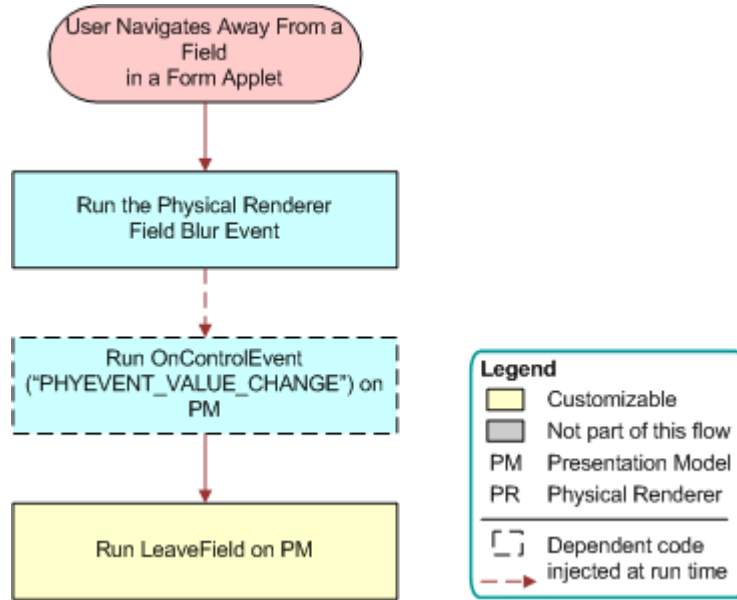 User Navigates Away From a
Field
in a Form Applet
Run the Physical Renderer
Field Blur Event
Run OnControlEvent
(“PHYEVENT_VALUE_CHANGE”) on
PM
Run LeaveField on PM
Legend
Customizable
Not part of this flow
PM Presentation Model
PR Physical Renderer
Dependent code
injected at run time